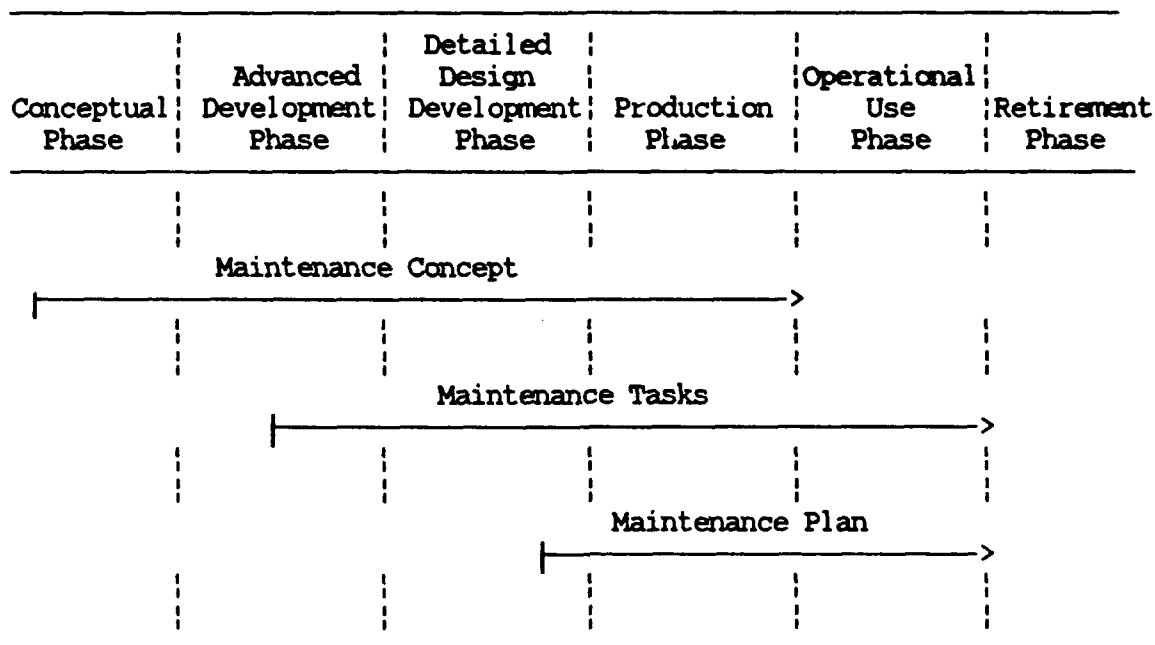 Conceptual
Phase
Advanced
Development
Phase
Detailed
Design
Development
Phase
Production
Phase
Operational
Use
Phase
Retirement
Phase
Maintenance Concept
Maintenance Tasks
Maintenance Plan